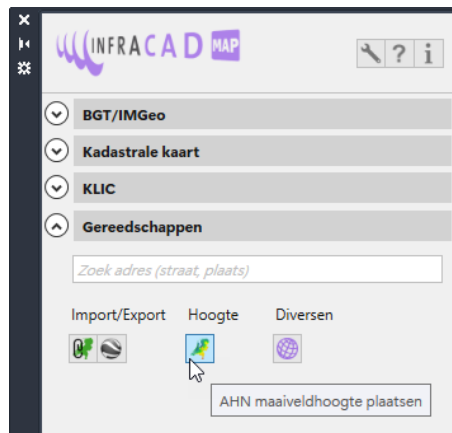 INFRACAD MAP
? i
BGT/IMGeo
Kadastrale kaart
KLIC
Gereedschappen
Zoek adres (straat, plaats)
Import/Export Hoogte Diversen
AHN maaiveldhoogte plaatsen